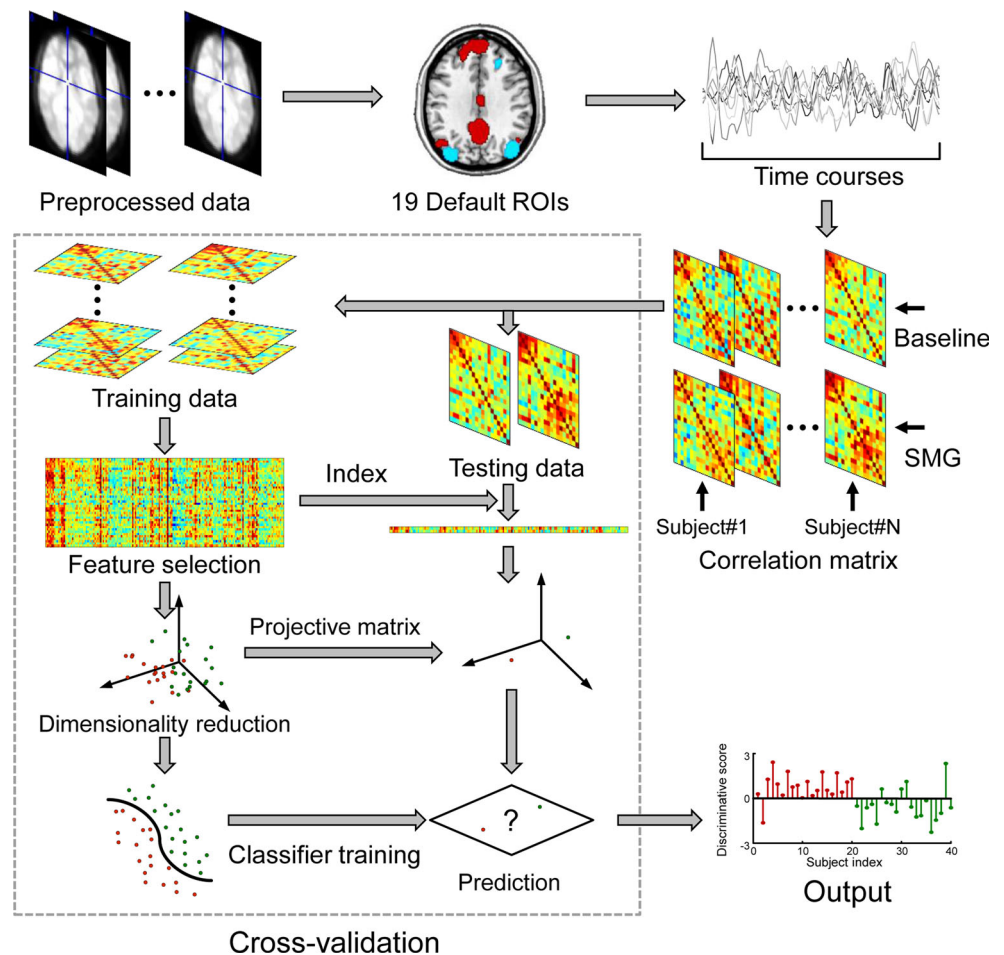 Preprocessed data
19 Default ROIs
Time courses
Baseline
SMG
Subject#1
Subject#N
Correlation matrix
Training data
Testing data
Index
Feature selection
Projective matrix
Dimensionality reduction
Classifier training
?
Prediction
Cross-validation
Discriminative score
3
0
-3
0
10
20
30
40
Subject index
Output